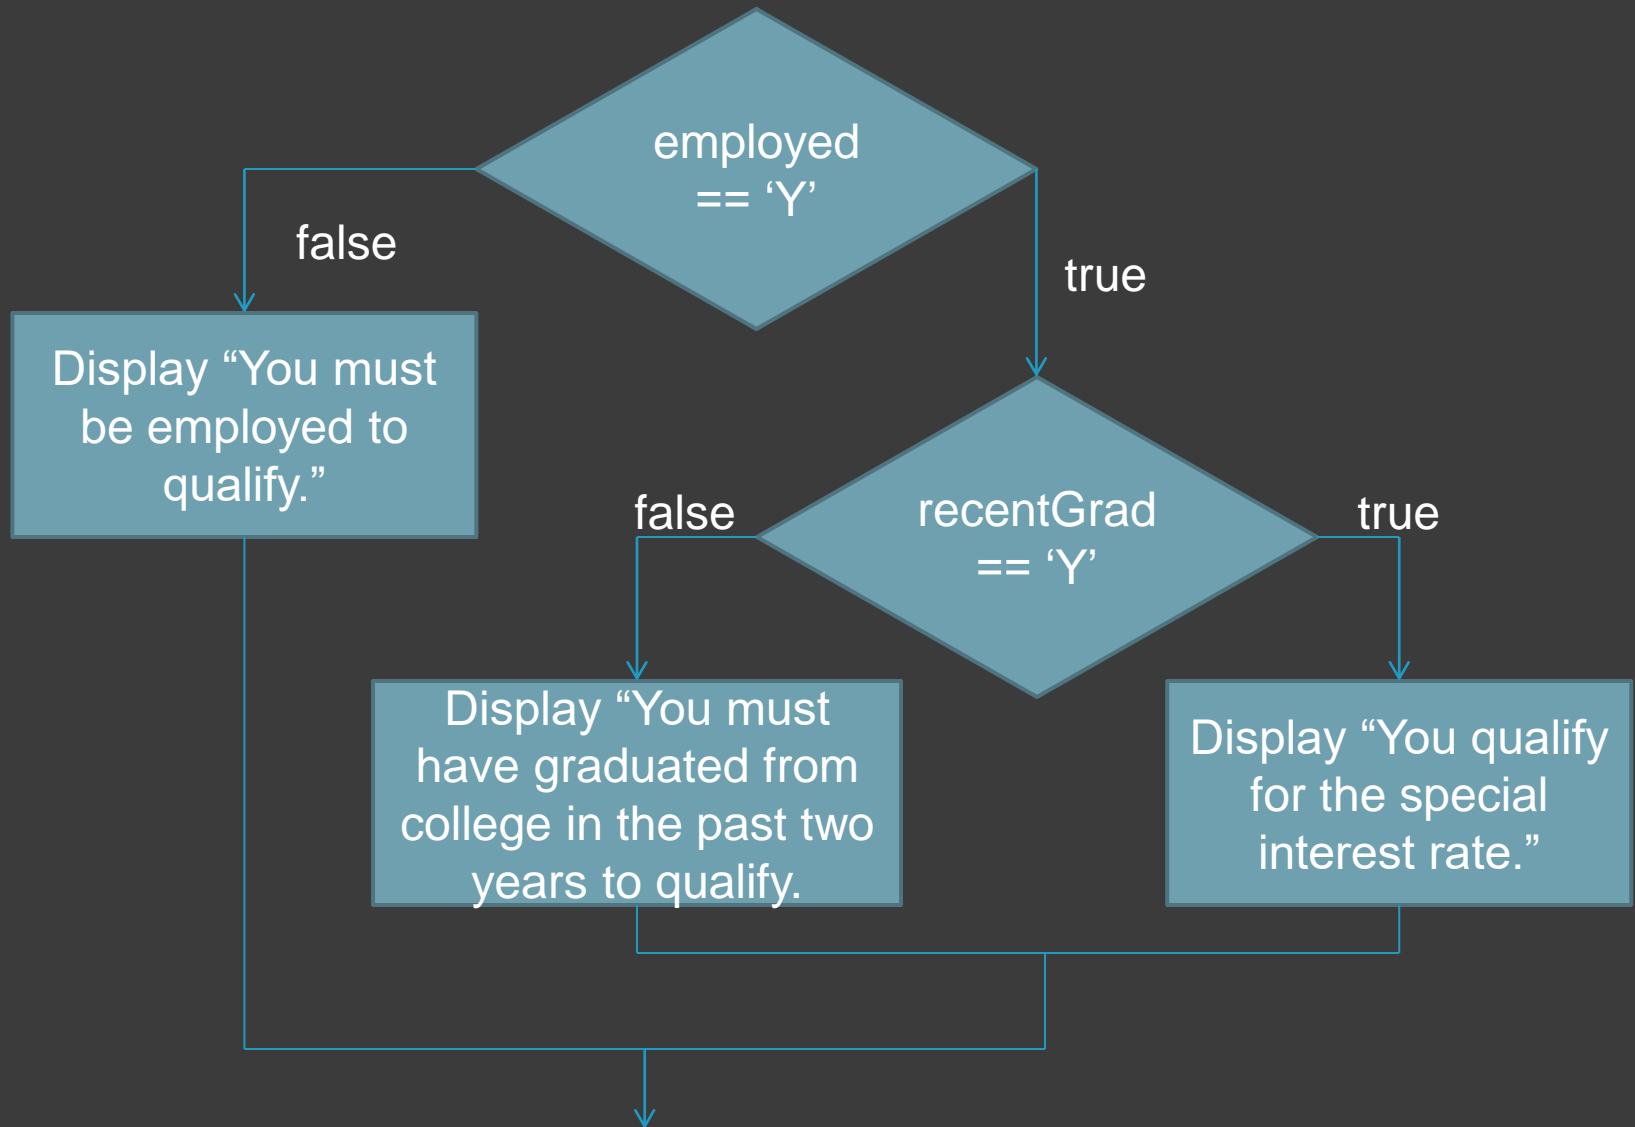 employed
== ‘Y’
false
true
Display “You must
be employed to
qualify.”
false
recentGrad
== ‘Y’
true
Display “You must
have graduated from
college in the past two
years to qualify.
Display “You qualify
for the special
interest rate.”